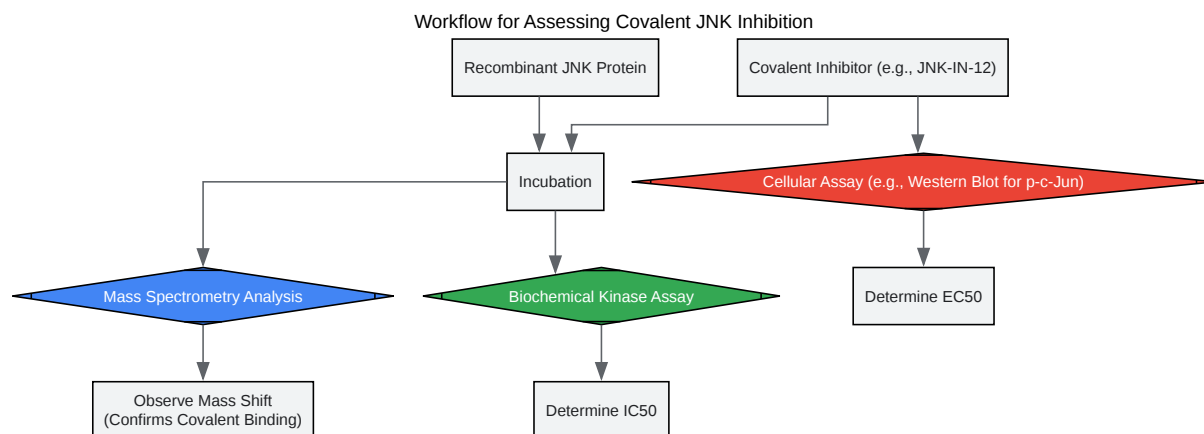 Workflow for Assessing Covalent JNK Inhibition
Recombinant JNK Protein
Covalent Inhibitor (e.g., JNK-IN-12)
Incubation
Cellular Assay (e.g., Western Blot for p-c-Jun)
Mass Spectrometry Analysis
Biochemical Kinase Assay
Determine EC50
Observe Mass Shift
(Confirms Covalent Binding)
Determine IC50